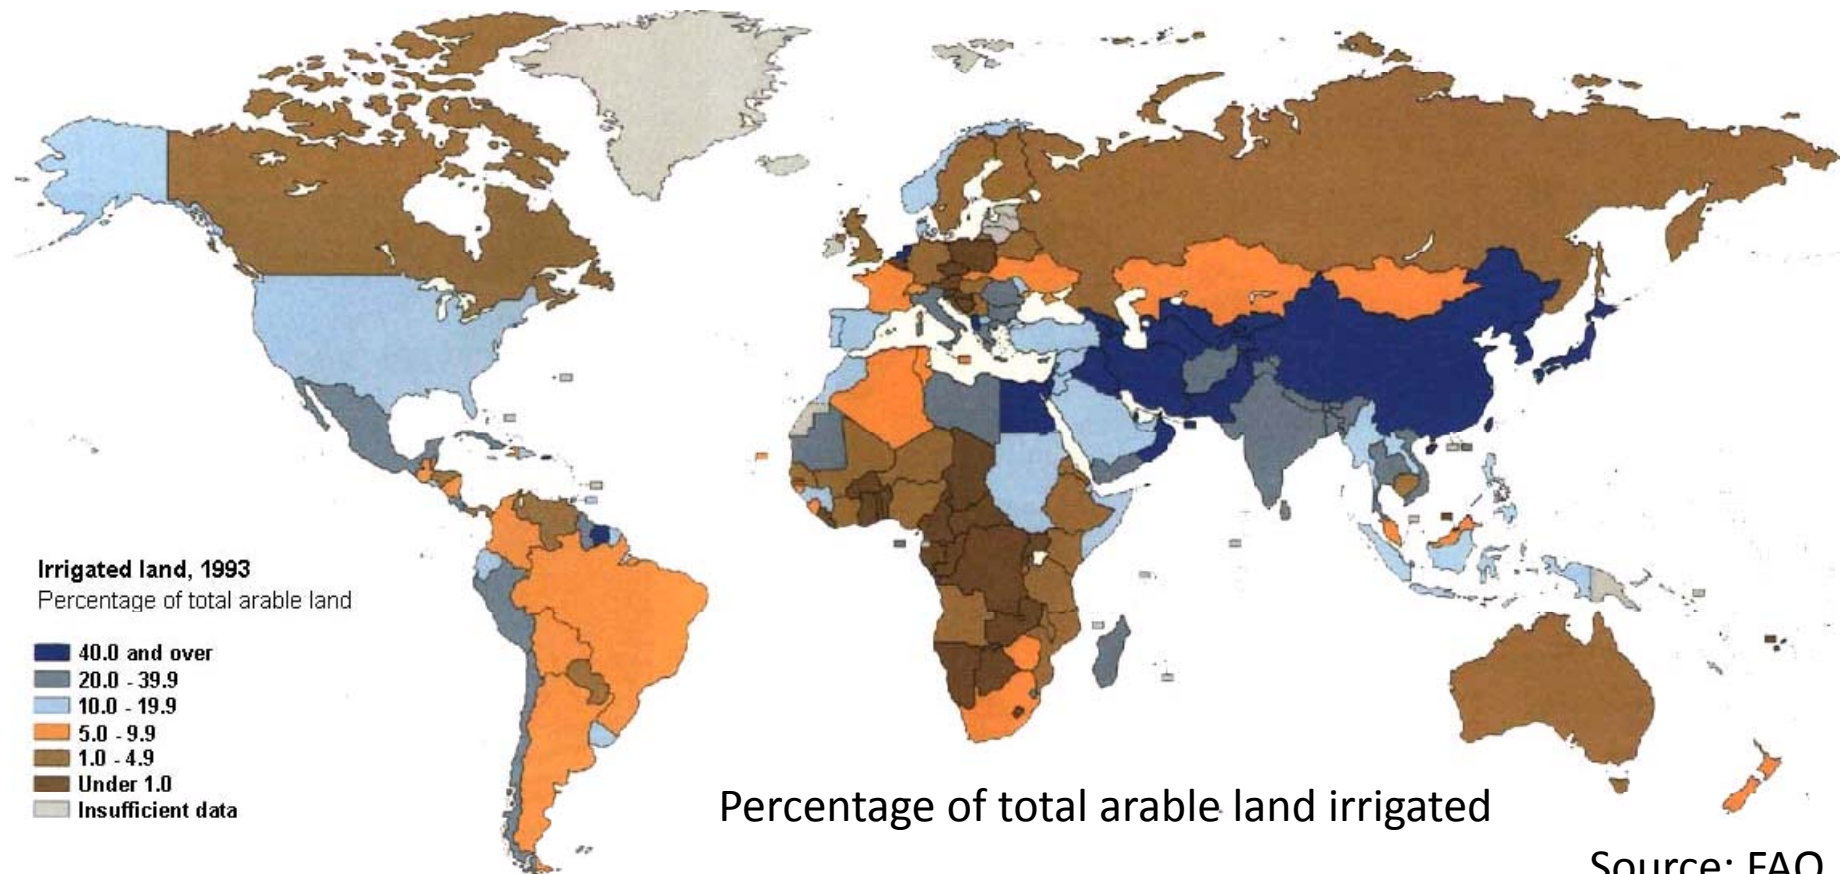 Irrigated land, 1993
Percentage of total arable land
40.0 and over
20.0 - 39.9
10.0 - 19.9
5.0 - 9.9
1.0 - 4.9
Under 1.0
Insufficient data
Percentage of total arable land irrigated
Source: FAO